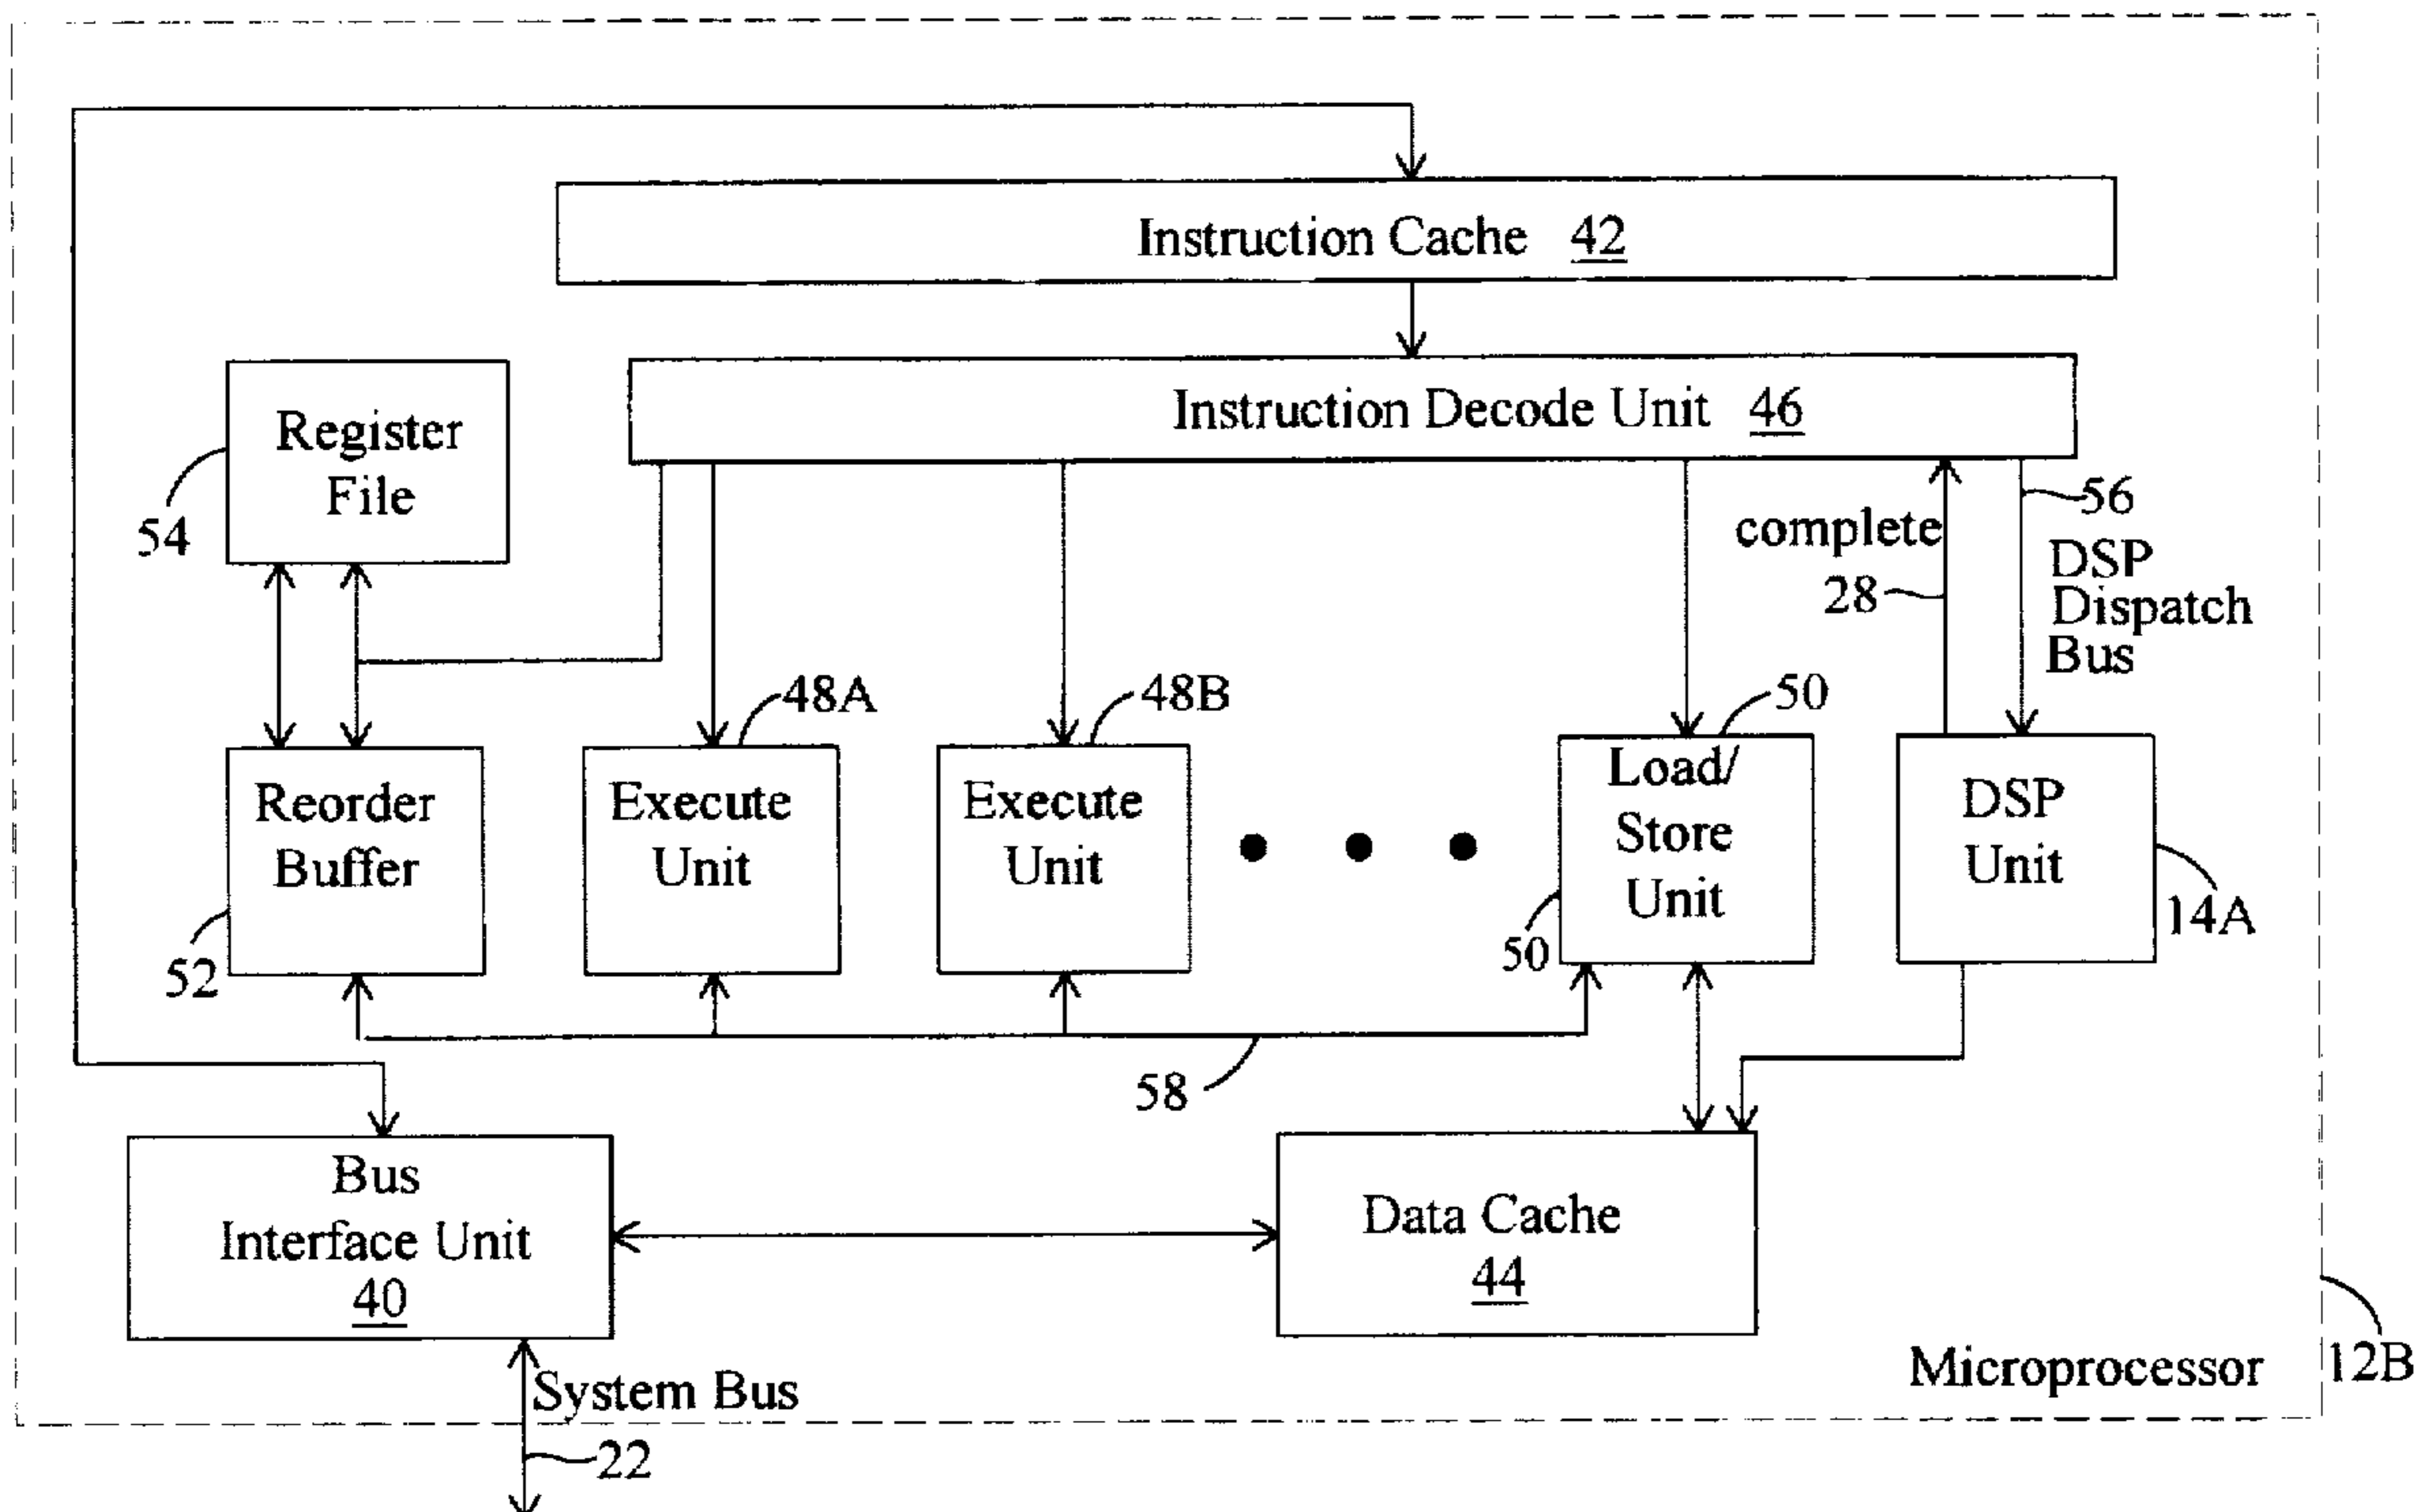 Instruction Cache 42
Instruction Decode Unit 46
Register
File
54
complete
28
56
DSP
Dispatch
Bus
48A
48B
50
Reorder
Buffer
52
Execute
Unit
Execute
Unit
Load/
Store
Unit
50
DSP
Unit
14A
58
Bus
Interface Unit
40
Data Cache
44
System Bus
22
Microprocessor
12B